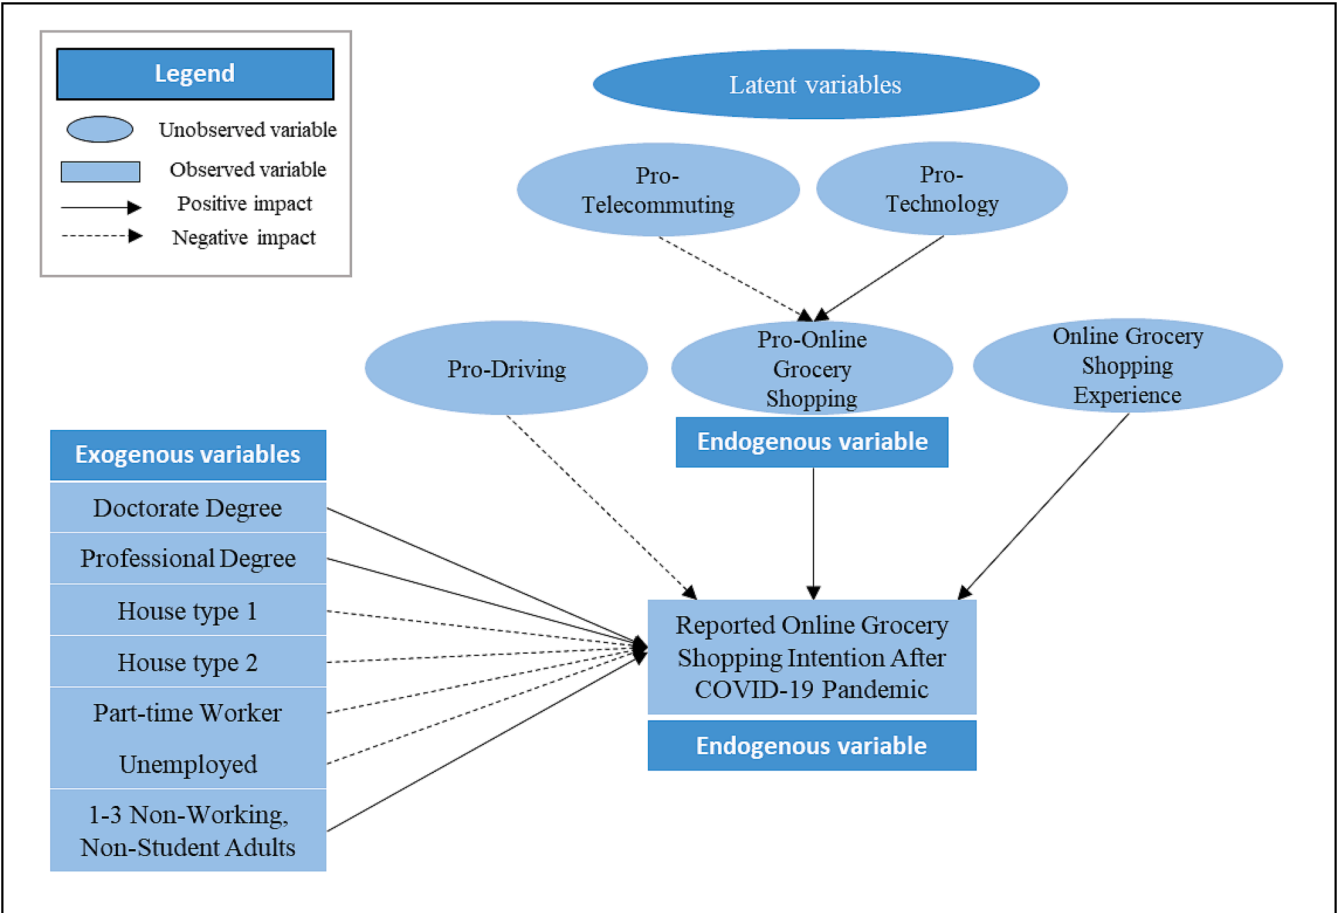 Legend
Unobserved variable
Observed variable
Positive impact
Negative impact
Latent variables
Pro-
Telecommuting
Pro-
Technology
Pro-Driving
Pro-Online
Grocery
Shopping
Online Grocery
Shopping
Experience
Endogenous variable
Exogenous variables
Doctorate Degree
Professional Degree
House type 1
House type 2
Part-time Worker
Unemployed
1-3 Non-Working,
Non-Student Adults
Reported Online Grocery
Shopping Intention After
COVID-19 Pandemic
Endogenous variable